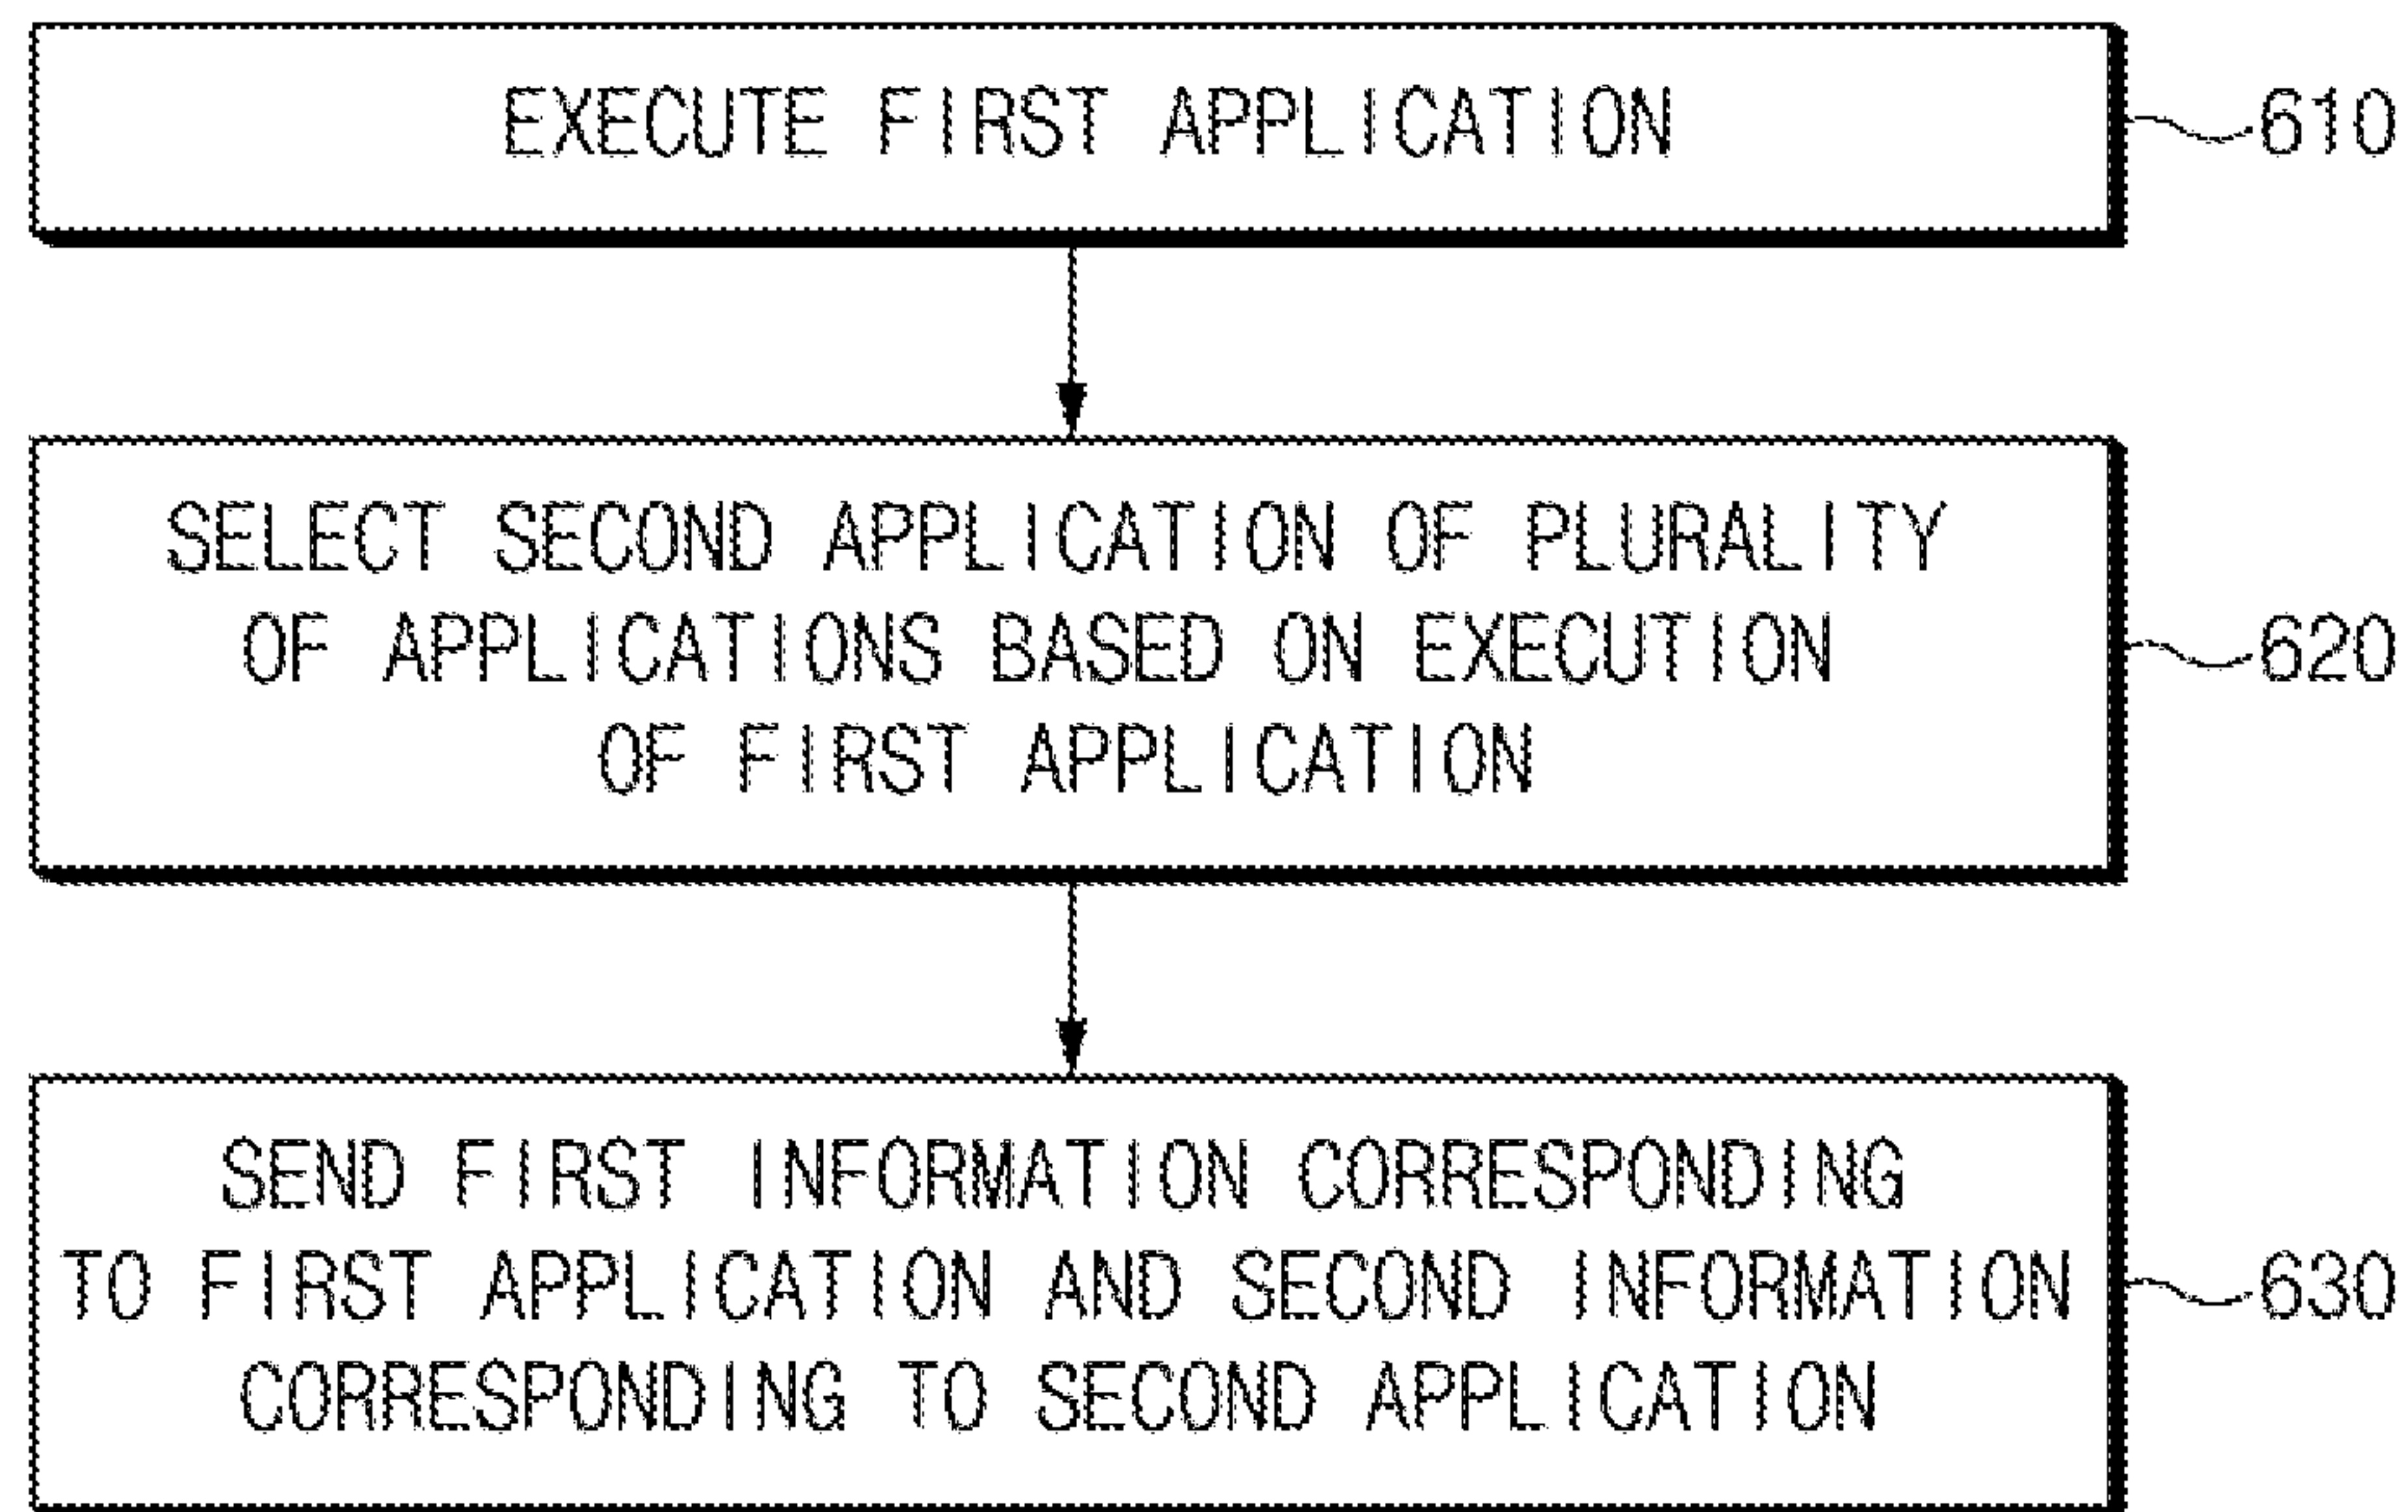 EXECUTE FIRST APPLICATION
610
SELECT SECOND APPLICATION OF PLURALITY
OF APPLICATIONS BASED ON EXECUTION
OF FIRST APPLICATION
620
SEND FIRST INFORMATION CORRESPONDING
TO FIRST APPLICATION AND SECOND INFORMATION
CORRESPONDING TO SECOND APPLICATION
630